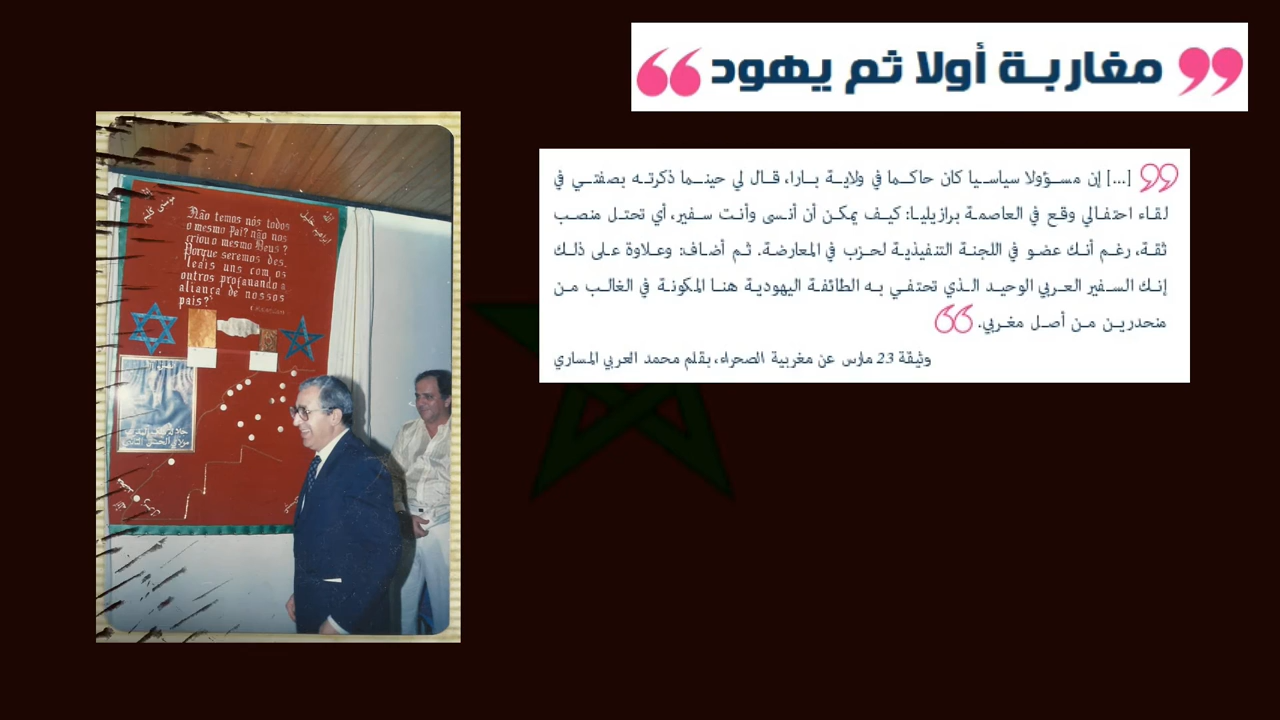 مغاربة أولا ثم يهود
[...] إن مسؤولا سياسيا كان حاكما في ولاية بارا، قال لي حينما ذكرته بصفتي في
لقاء احتفالي وقع في العاصمة برازيليا: كيف يمكن أن أنسى وأنت سفير، أي تحتل منصب
ثقة، رغم أنك عضو في اللجنة التنفيذية لحزب في المعارضة. ثم أضاف: وعلاوة على ذلك
إنك السفير العربي الوحيد الذي تحتفي به الطائفة اليهودية هنا المكونة في الغالب من
منحدرين من أصل مغربي.
وثيقة 23 مارس عن مغربية الصحراء، بقلم محمد العربي المساري
Não temos nós todos
o mesmo Pai? não nos
criou o mesmo Deus ?
Porque seremos des
leais uns com os
outros profanando a
aliança de nossos
pais?